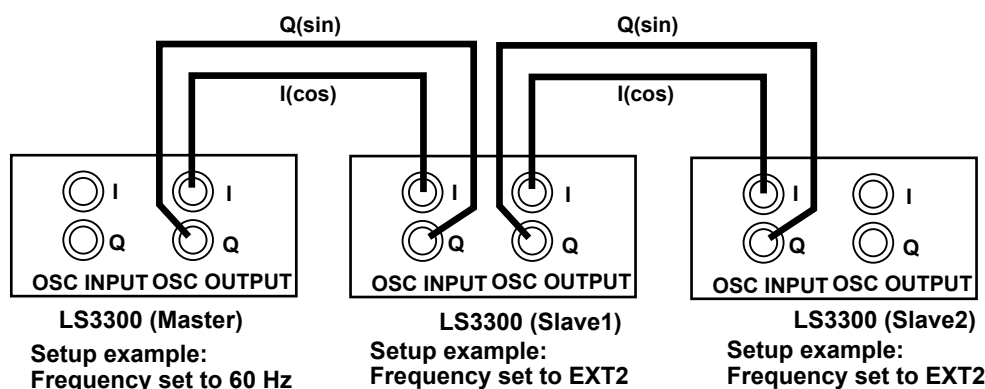 Q(sin)
Q(sin)
I(cos)
I(cos)
I
I
Q
Q
OSC INPUT OSC OUTPUT
LS3300 (Master)
Setup example:
Frequency set to 60 Hz
I
I
Q
Q
OSC INPUT OSC OUTPUT
LS3300 (Slave1)
Setup example:
Frequency set to EXT2
I
I
Q
Q
OSC INPUT OSC OUTPUT
LS3300 (Slave2)
Setup example:
Frequency set to EXT2